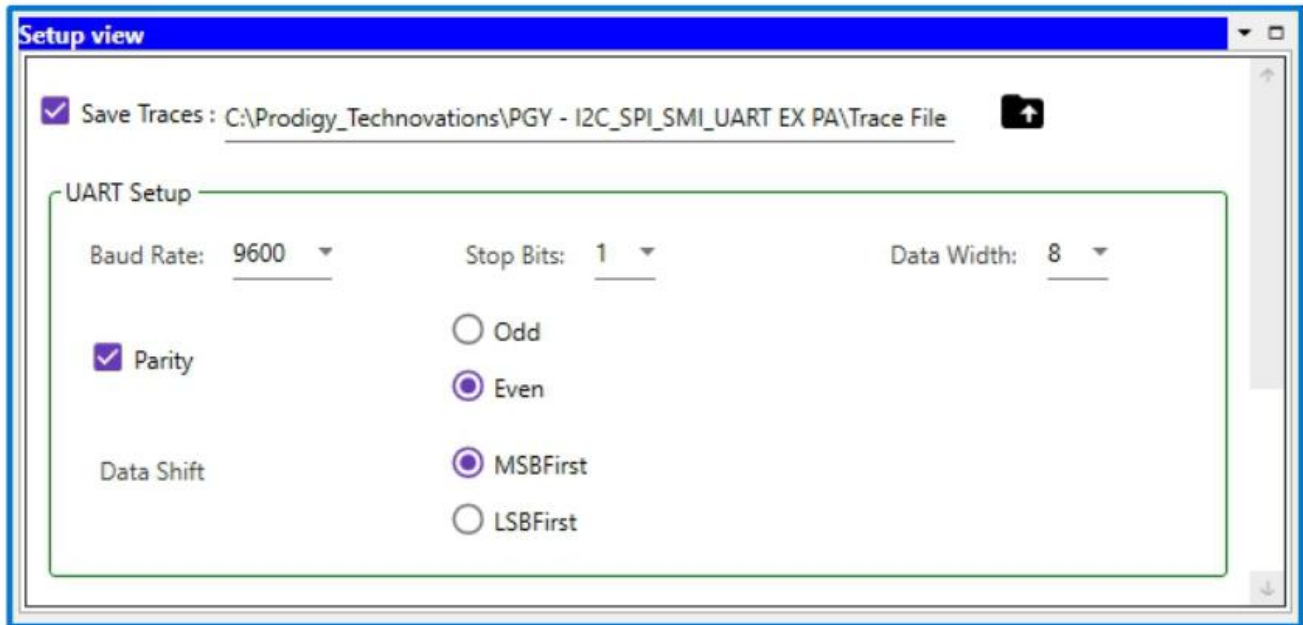 Setup view
Save Traces : C:\Prodigy_Technovations\PGY - I2C_SPI_SMI_UART EX PA\Trace File
UART Setup
Baud Rate: 9600 Stop Bits: 1 Data Width: 8
Odd
Parity
Even
MSBFirst
Data Shift
LSBFirst